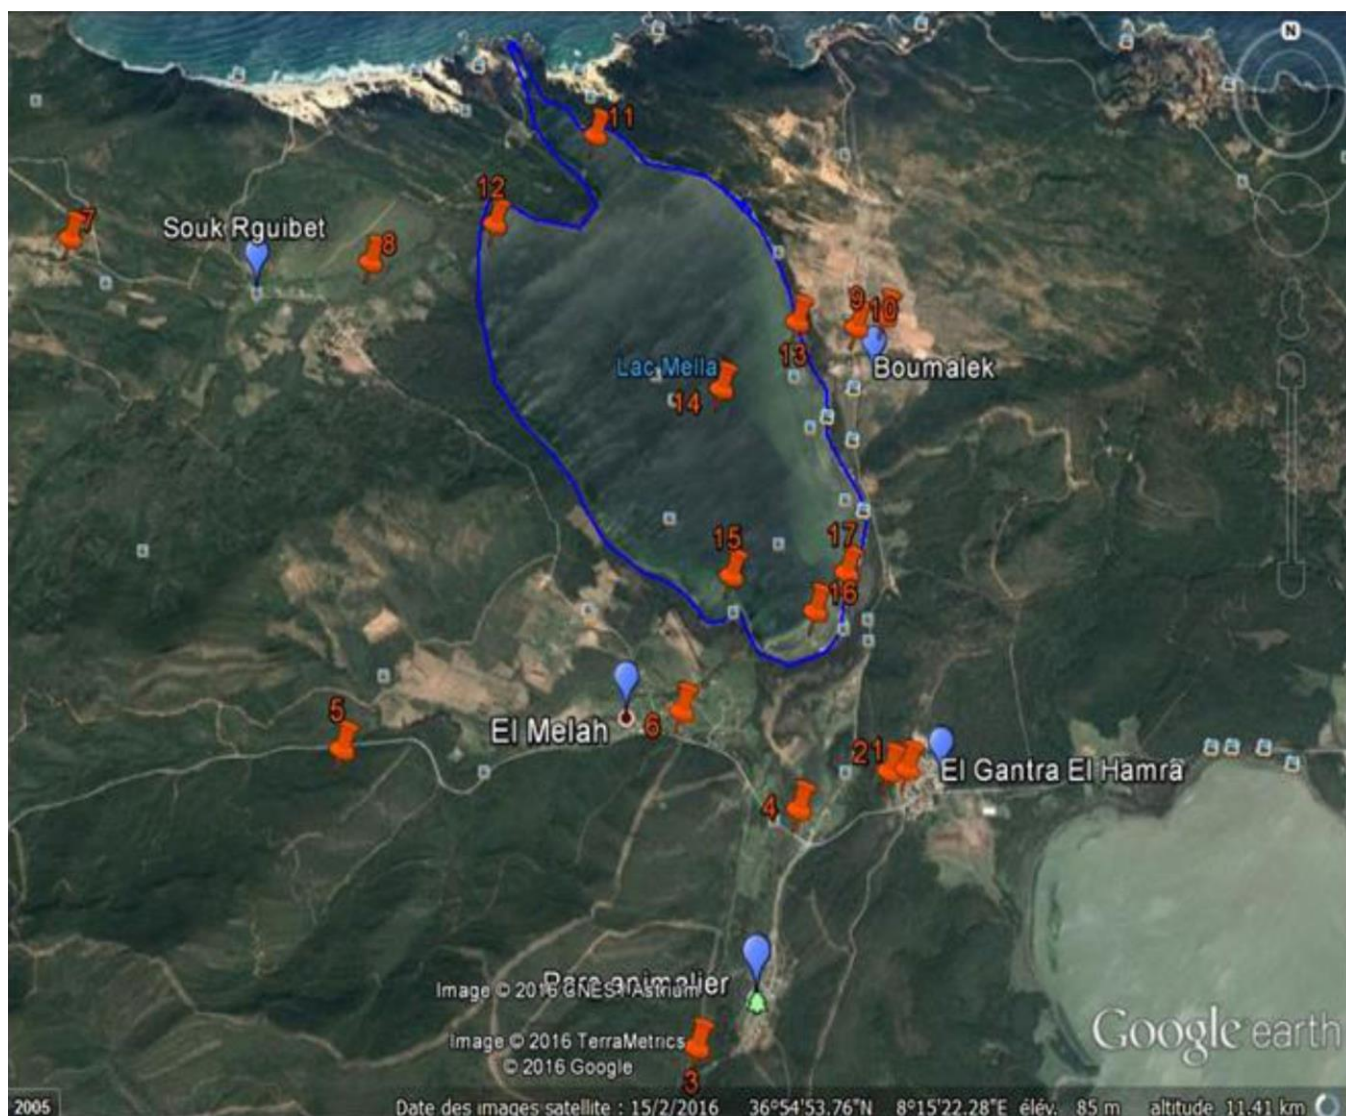 N
11
12
7
Souk Rguibet
8
9
10
13
Boumalek
Lac Mella
14
15
17
16
5
El Melah
6
21
El Gantra El Hamra
4
Parc animalier
Image © 2016 CNES / Astrium
Image © 2016 TerraMetrics
© 2016 Google
3
Google earth
2005
Date des images satellite : 15/2/2016 36°54'53.76"N 8°15'22.28"E élév. 85 m altitude 11.41 km